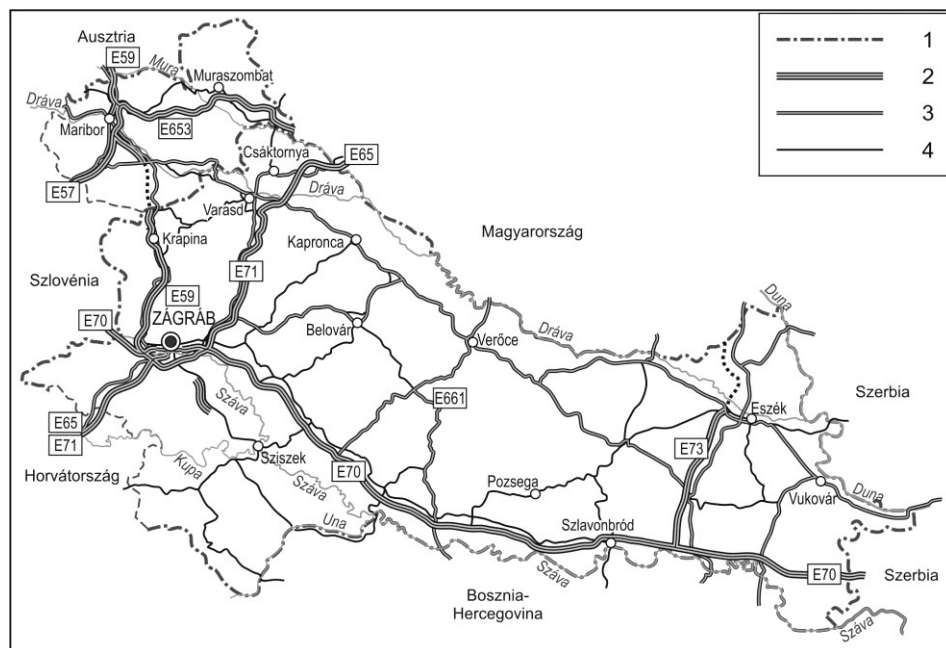 Ausztria
E59
Mura
Muraszombat
Dráva
Maribor
E653
Csáktornya
E65
E57
Dráva
Varasd
Krapina
Kapronca
Magyarország
E71
Szlovénia
E59
ZÁGRÁB
E70
Belovár
Verőce
Dráva
Duna
Szerbia
E661
Eszék
Száva
E65
E71
E73
Horvátország
Kupa
Sziszek
E70
Száva
Pozsega
Vukovár
Duna
Una
Szlavonbród
Száva
E70
Szerbia
Bosznia-
Hercegovina
Száva
1
2
3
4